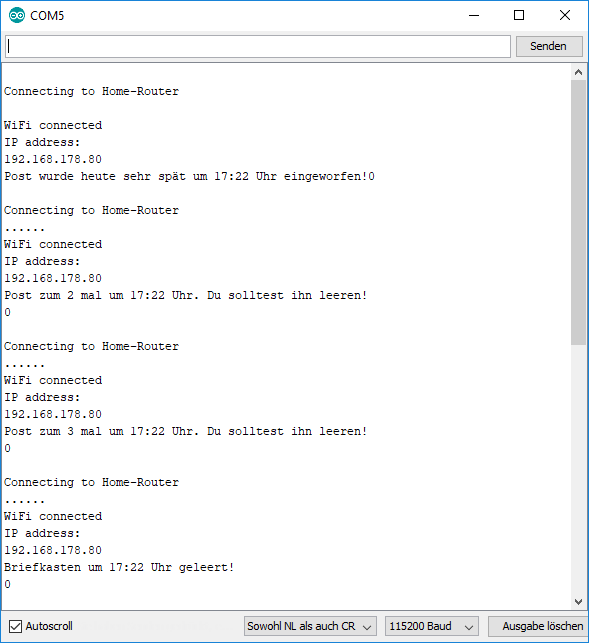 COM5
Senden
Connecting to Home-Router
WiFi connected
IP address:
192.168.178.80
Post wurde heute sehr spät um 17:22 Uhr eingeworfen!0
Connecting to Home-Router
......
WiFi connected
IP address:
192.168.178.80
Post zum 2 mal um 17:22 Uhr. Du solltest ihn leeren!
0
Connecting to Home-Router
......
WiFi connected
IP address:
192.168.178.80
Post zum 3 mal um 17:22 Uhr. Du solltest ihn leeren!
0
Connecting to Home-Router
......
WiFi connected
IP address:
192.168.178.80
Briefkasten um 17:22 Uhr geleert!
0
Autoscroll Sowohl NL als auch CR 115200 Baud Ausgabe löschen